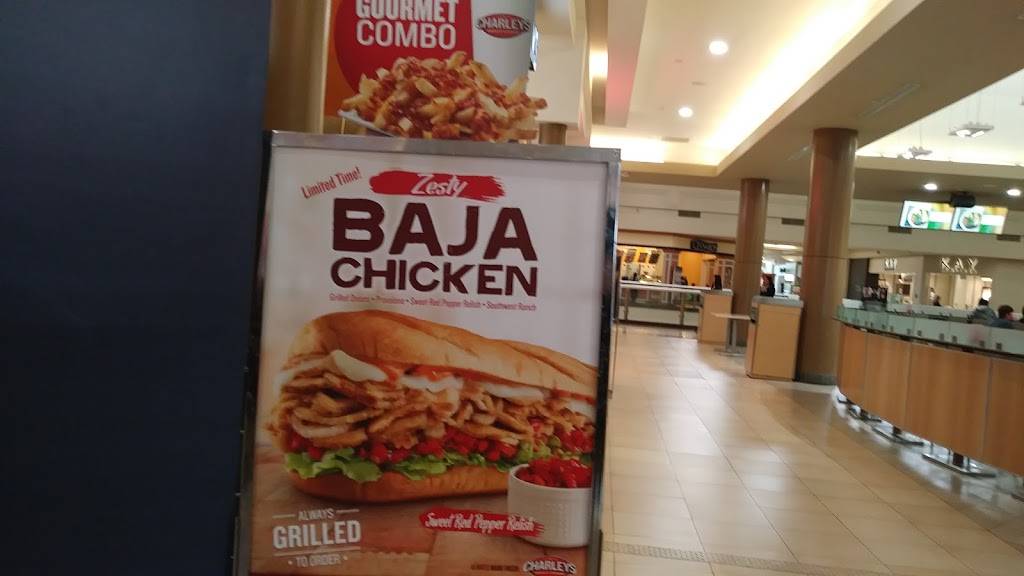 GOURMET
COMBO
CHARLEYS
Limited Time!
Zesty
BAJA
CHICKEN
Grilled Onions • Provolone • Sweet Red Pepper Relish • Southwest Ranch
ALWAYS
GRILLED
• TO ORDER •
Sweet Red Pepper Relish
CHARLEYS
KAY